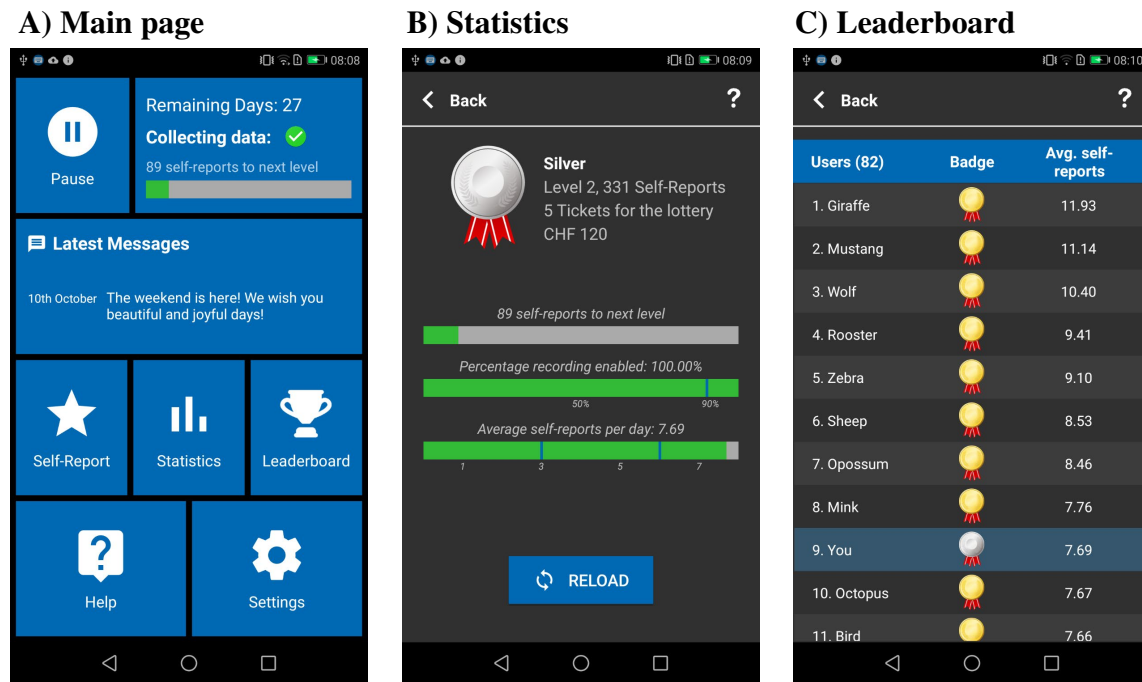 A) Main page
08:08
Pause
Remaining Days: 27
Collecting data:
89 self-reports to next level
Latest Messages
10th October The weekend is here! We wish you
beautiful and joyful days!
Self-Report
Statistics
Leaderboard
?
Help
Settings
B) Statistics
08:09
Back
?
Silver
Level 2, 331 Self-Reports
5 Tickets for the lottery
CHF 120
89 self-reports to next level
Percentage recording enabled: 100.00%
50% 90%
Average self-reports per day: 7.69
1 3 5 7
RELOAD
C) Leaderboard
08:10
Back
?
Users (82) Badge Avg. self-
reports
1. Giraffe 11.93
2. Mustang 11.14
3. Wolf 10.40
4. Rooster 9.41
5. Zebra 9.10
6. Sheep 8.53
7. Opossum 8.46
8. Mink 7.76
9. You 7.69
10. Octopus 7.67
11. Bird 7.66